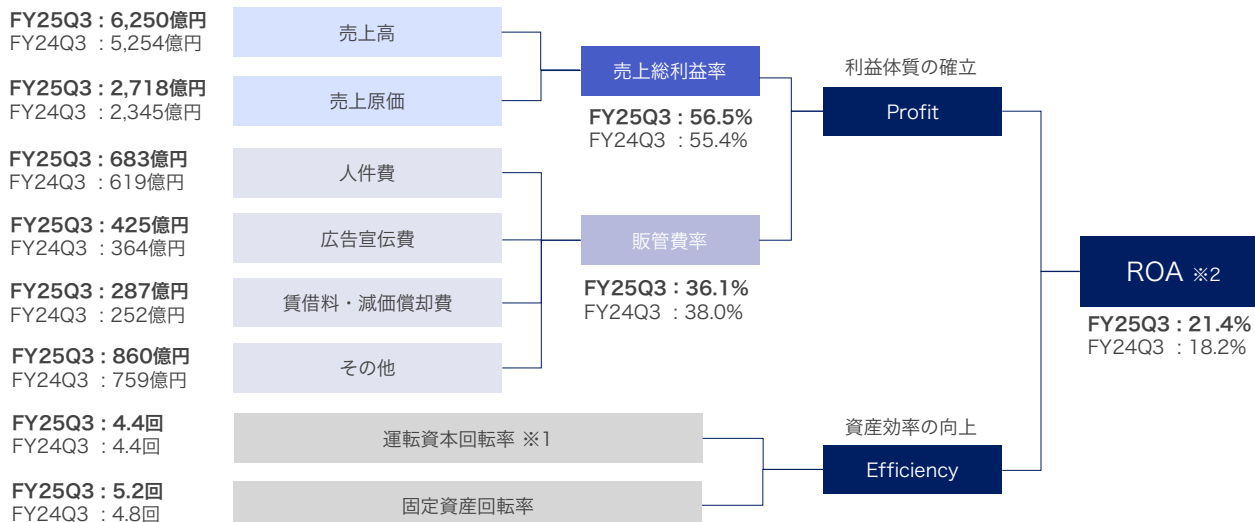 FY25Q3 : 6,250億円
FY24Q3 : 5,254億円
売上高
FY25Q3 : 2,718億円
FY24Q3 : 2,345億円
売上原価
売上総利益率
FY25Q3 : 56.5%
FY24Q3 : 55.4%
利益体質の確立
Profit
FY25Q3 : 683億円
FY24Q3 : 619億円
人件費
FY25Q3 : 425億円
FY24Q3 : 364億円
広告宣伝費
販管費率
FY25Q3 : 36.1%
FY24Q3 : 38.0%
FY25Q3 : 287億円
FY24Q3 : 252億円
賃借料・減価償却費
FY25Q3 : 860億円
FY24Q3 : 759億円
その他
ROA ※2
FY25Q3 : 21.4%
FY24Q3 : 18.2%
FY25Q3 : 4.4回
FY24Q3 : 4.4回
運転資本回転率 ※1
資産効率の向上
Efficiency
FY25Q3 : 5.2回
FY24Q3 : 4.8回
固定資産回転率